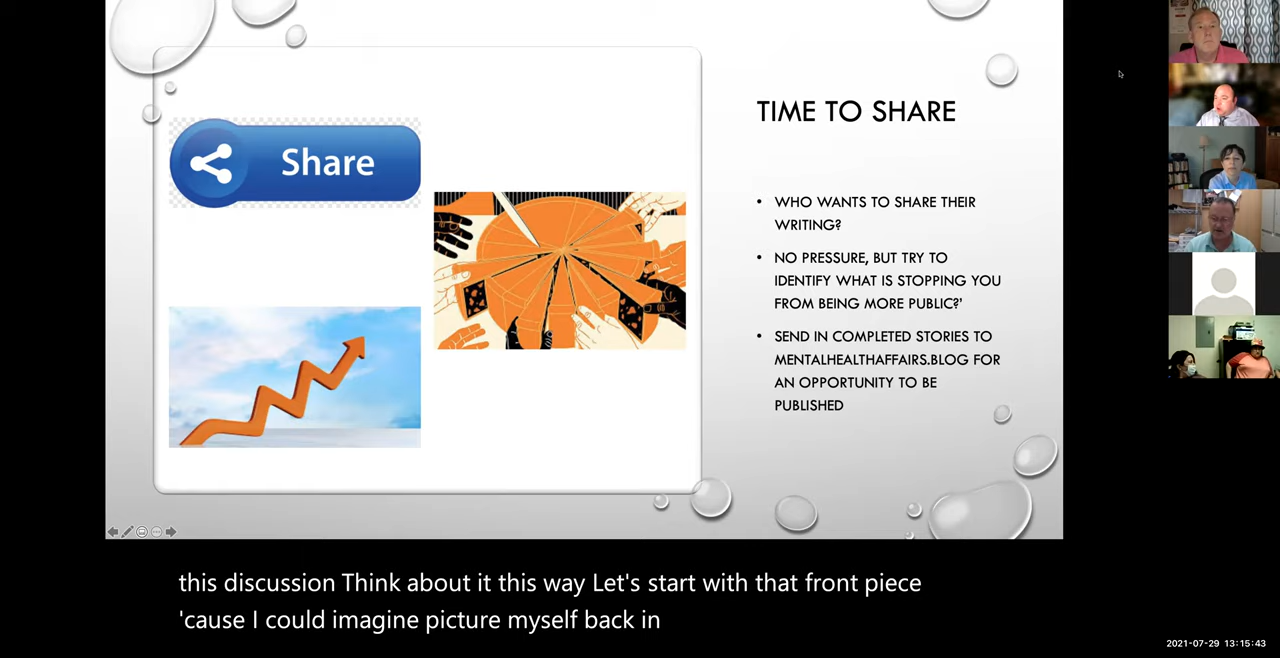 Share
TIME TO SHARE
• WHO WANTS TO SHARE THEIR
WRITING?
• NO PRESSURE, BUT TRY TO
IDENTIFY WHAT IS STOPPING YOU
FROM BEING MORE PUBLIC?'
• SEND IN COMPLETED STORIES TO
MENTALHEALTHAFFAIRS.BLOG FOR
AN OPPORTUNITY TO BE
PUBLISHED
this discussion Think about it this way Let's start with that front piece
'cause I could imagine picture myself back in
2021-07-29 13:15:43